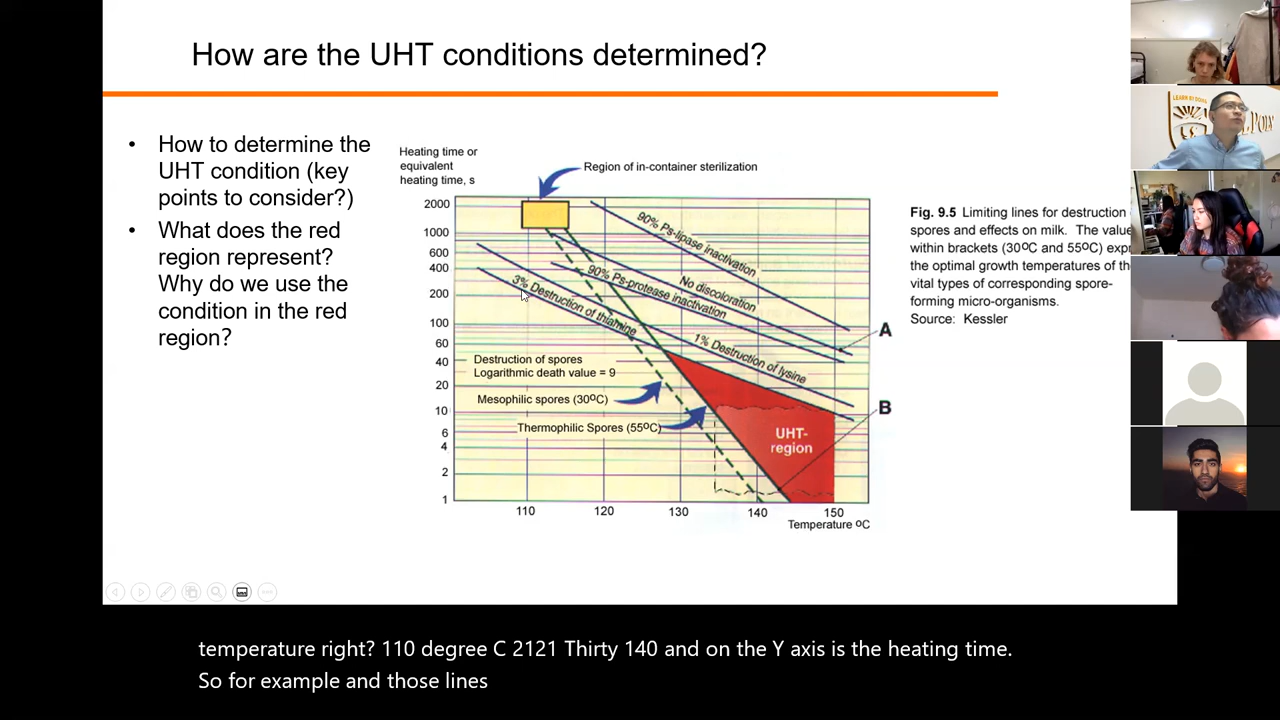 How are the UHT conditions determined?
• How to determine the
UHT condition (key
points to consider?)
• What does the red
region represent?
Why do we use the
condition in the red
region?
Heating time or
equivalent
heating time, s
Region of in-container sterilization
2000
1000
600
400
200
100
60
40
20
10
6
4
2
1
90% Ps-lipase inactivation
No discoloration
90% Ps-protease inactivation
3% Destruction of thiamine
1% Destruction of lysine
Destruction of spores
Logarithmic death value = 9
Mesophilic spores (30ºC)
Thermophilic Spores (55ºC)
UHT-
region
A
B
110 120 130 140 150
Temperature ºC
Fig. 9.5 Limiting lines for destruction
spores and effects on milk. The value
within brackets (30ºC and 55ºC) expr
the optimal growth temperatures of th
vital types of corresponding spore-
forming micro-organisms.
Source: Kessler
LEARN BY DOING
temperature right? 110 degree C 2121 Thirty 140 and on the Y axis is the heating time.
So for example and those lines